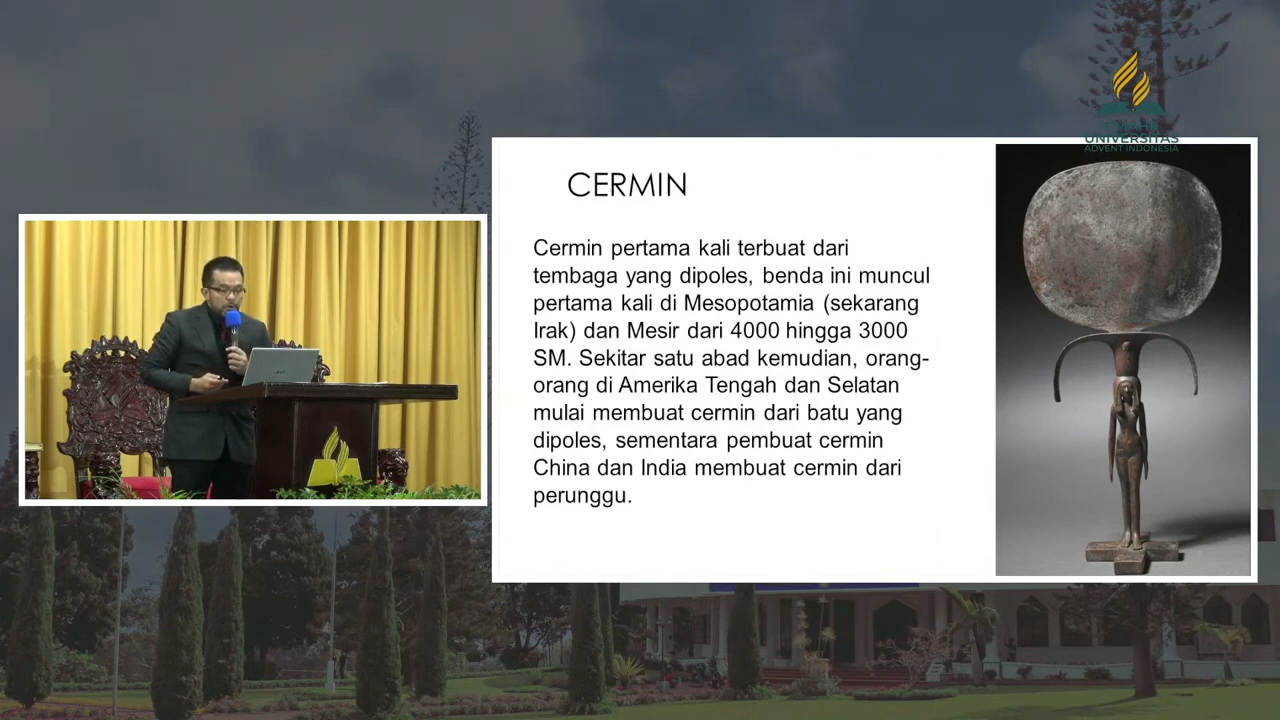 UNIVERSITAS
ADVENT INDONESIA
CERMIN
Cermin pertama kali terbuat dari
tembaga yang dipoles, benda ini muncul
pertama kali di Mesopotamia (sekarang
Irak) dan Mesir dari 4000 hingga 3000
SM. Sekitar satu abad kemudian, orang-
orang di Amerika Tengah dan Selatan
mulai membuat cermin dari batu yang
dipoles, sementara pembuat cermin
China dan India membuat cermin dari
perunggu.